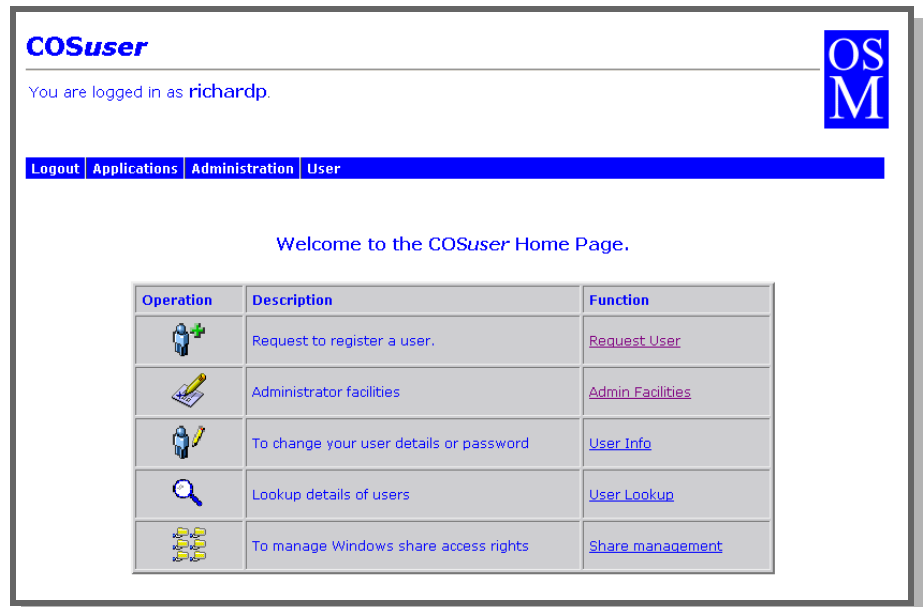 COSuser
OS
M
You are logged in as richardp.
Logout Applications Administration User
Welcome to the COSuser Home Page.
Operation Description Function
Request to register a user. Request User
Administrator facilities Admin Facilities
To change your user details or password User Info
Lookup details of users User Lookup
To manage Windows share access rights Share management